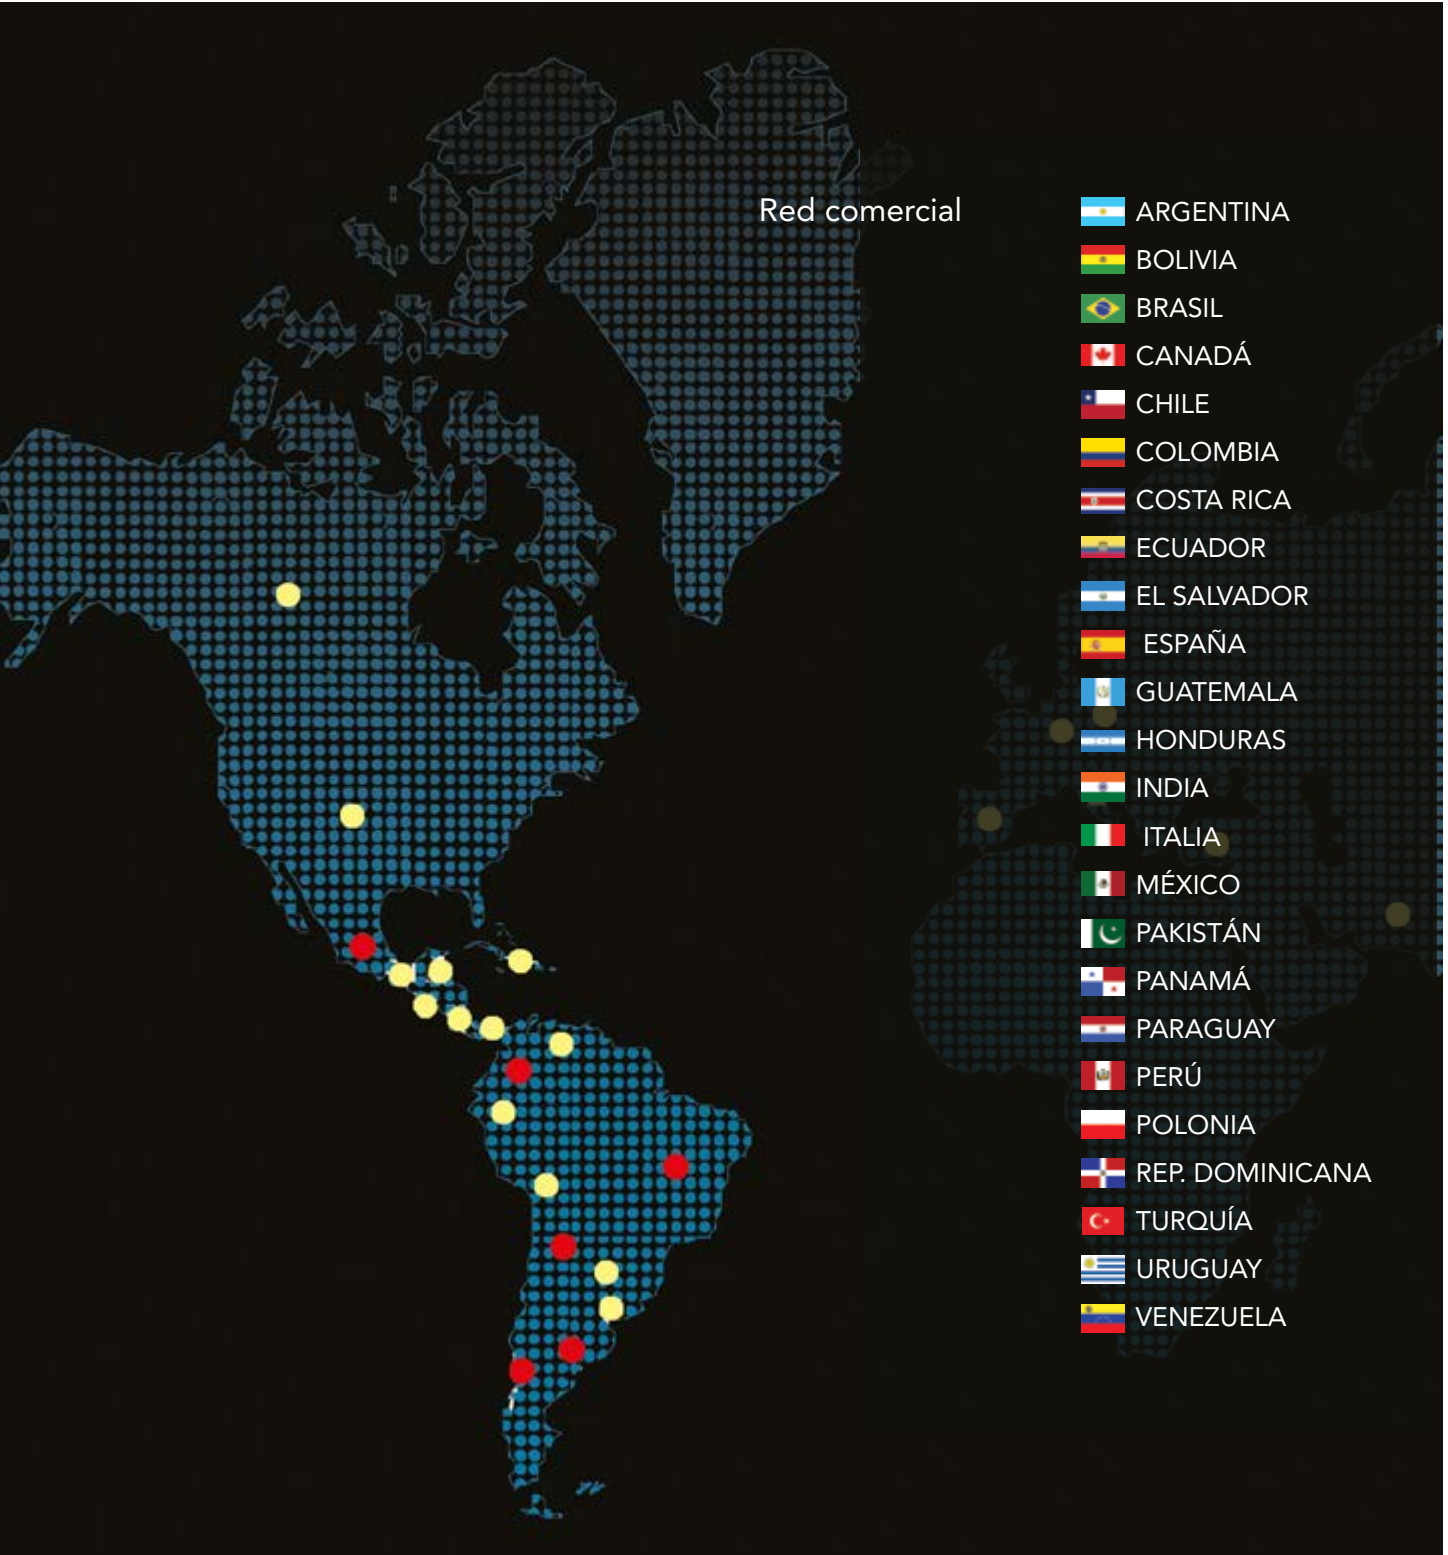 Red comercial
ARGENTINA
BOLIVIA
BRASIL
CANADÁ
CHILE
COLOMBIA
COSTA RICA
ECUADOR
EL SALVADOR
ESPAÑA
GUATEMALA
HONDURAS
INDIA
ITALIA
MÉXICO
PAKISTÁN
PANAMÁ
PARAGUAY
PERÚ
POLONIA
REP. DOMINICANA
TURQUÍA
URUGUAY
VENEZUELA